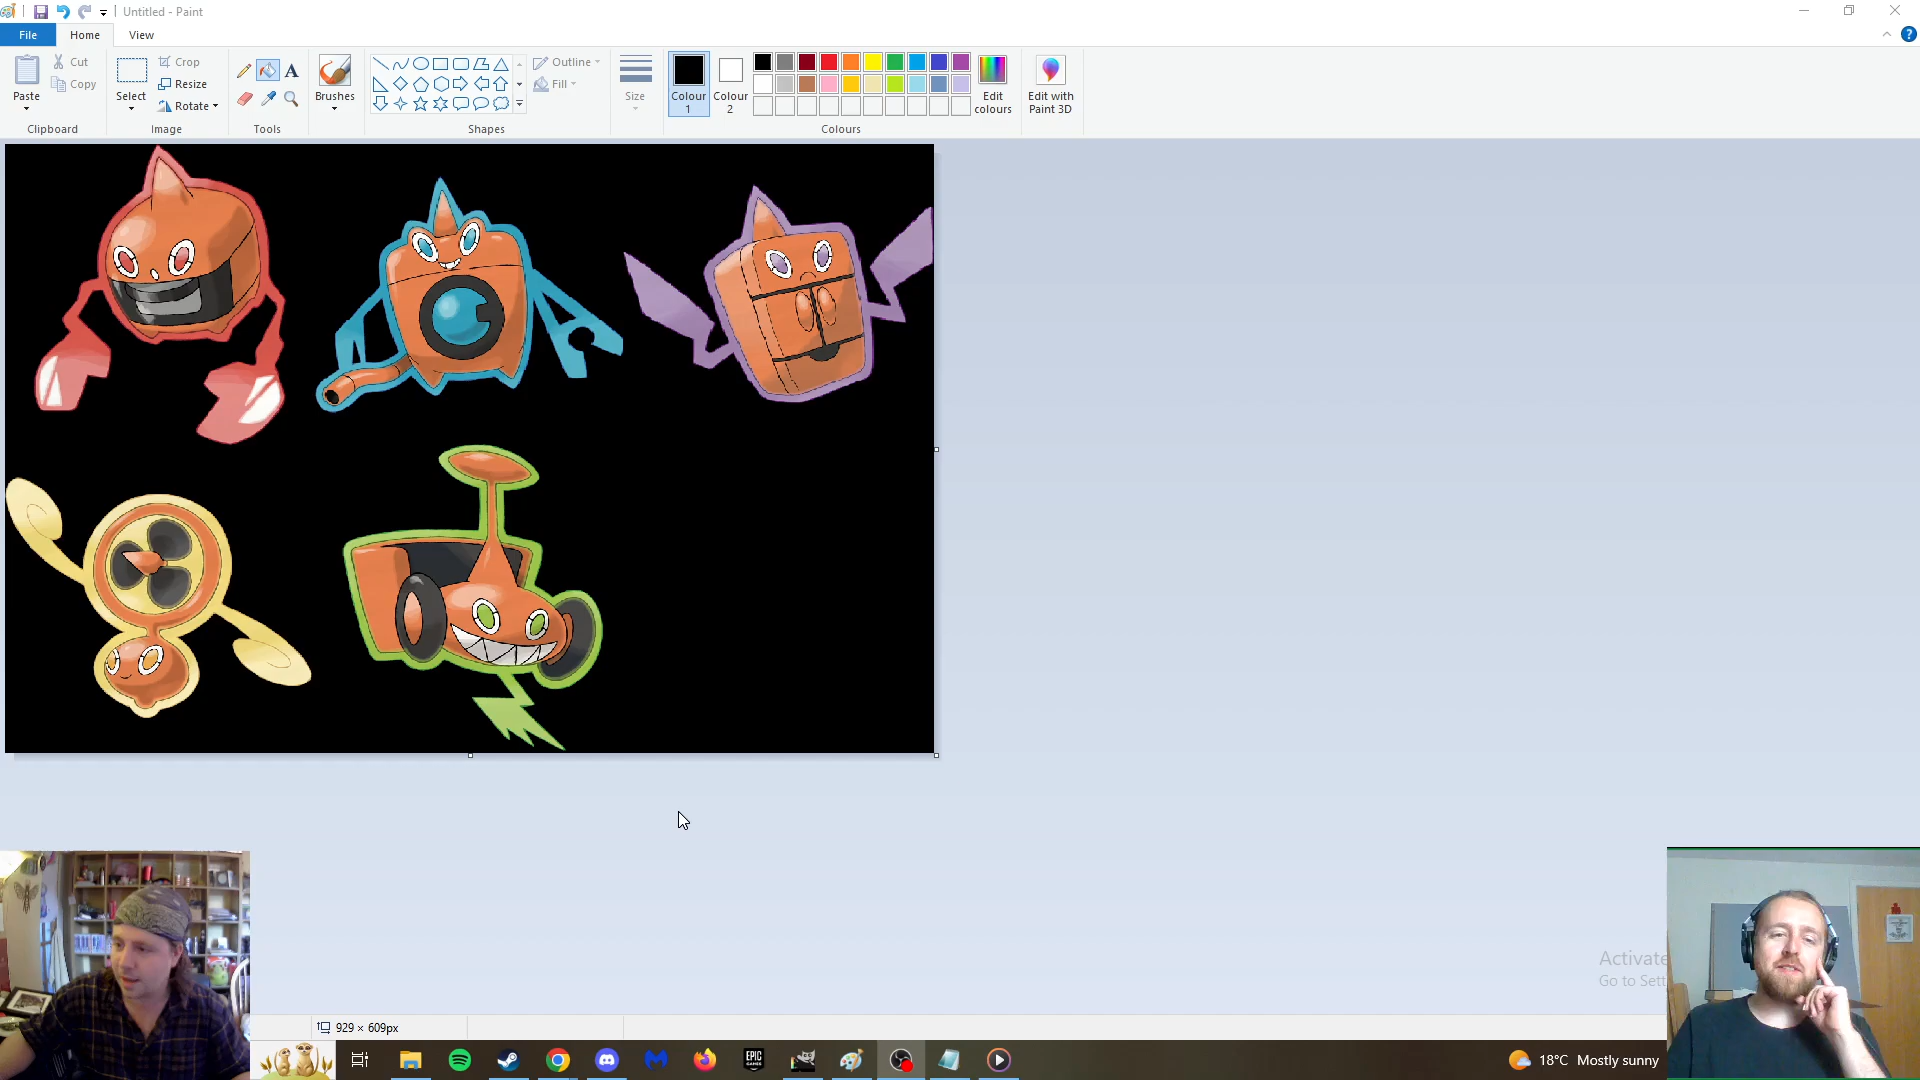 Untitled - Paint
File Home View
Paste
Cut
Copy
Clipboard
Select
Crop
Resize
Rotate
Image
A
Tools
Brushes
Outline
Fill
Shapes
Size
Colour 1
Colour 2
Edit colours
Colours
Edit with Paint 3D
?
Activate
Go to Sett
929 × 609px
EPIC GAMES
18°C Mostly sunny